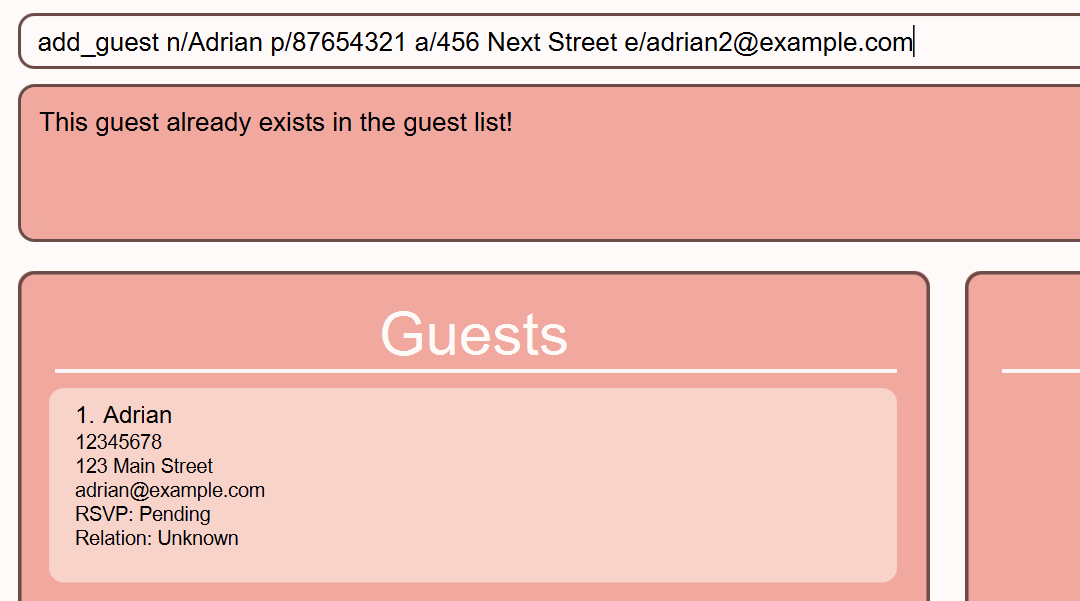 add_guest n/Adrian p/87654321 a/456 Next Street e/adrian2@example.com
This guest already exists in the guest list!
Guests
1. Adrian
12345678
123 Main Street
adrian@example.com
RSVP: Pending
Relation: Unknown